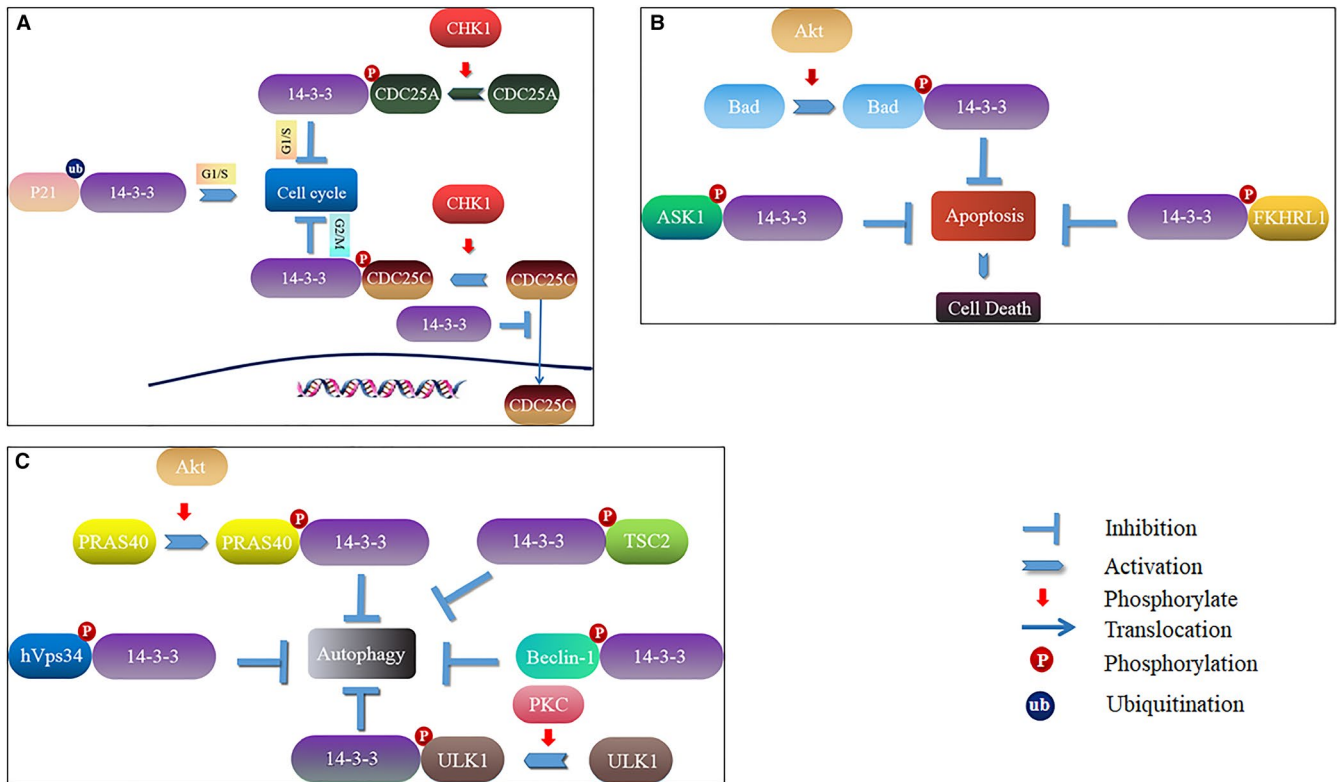 A
CHK1
P
14-3-3
CDC25A
CDC25A
G1/S
ub
P21
14-3-3
G1/S
Cell cycle
CHK1
G2/M
P
14-3-3
CDC25C
CDC25C
14-3-3
CDC25C
B
Akt
P
Bad
Bad
14-3-3
P
ASK1
14-3-3
Apoptosis
P
14-3-3
FKHRL1
Cell Death
C
Akt
P
PRAS40
PRAS40
14-3-3
P
14-3-3
TSC2
P
hVps34
14-3-3
Autophagy
P
Beclin-1
14-3-3
PKC
P
14-3-3
ULK1
ULK1
Inhibition
Activation
Phosphorylate
Translocation
P
Phosphorylation
ub
Ubiquitination